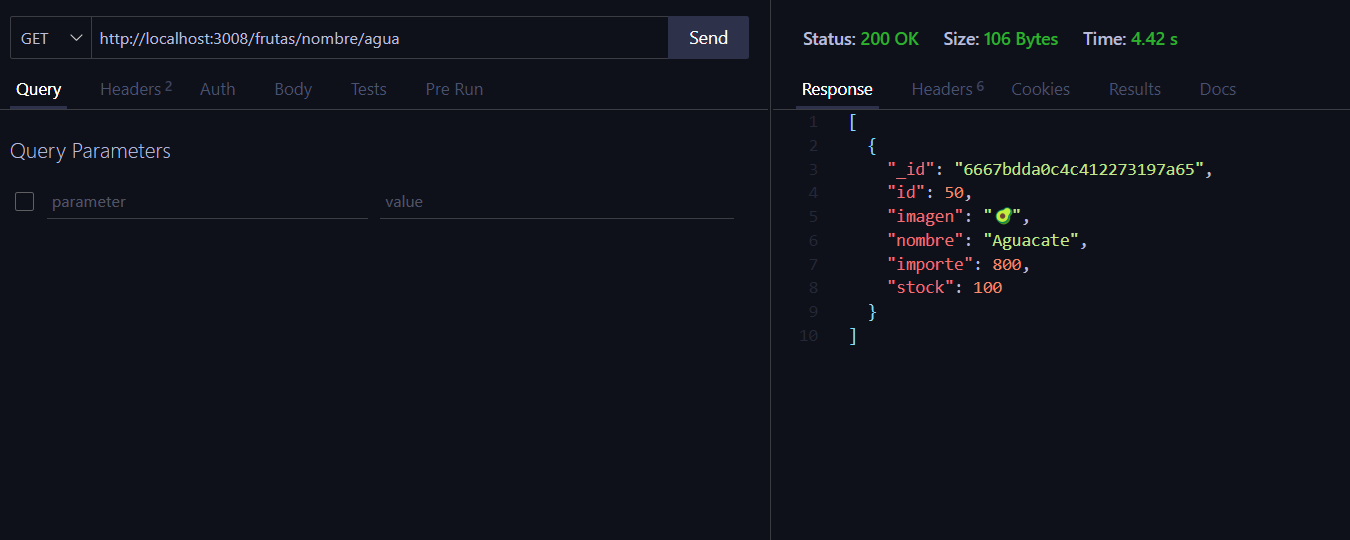 GET http://localhost:3008/frutas/nombre/agua Send
Query Headers 2 Auth Body Tests Pre Run
Query Parameters
parameter value
Status: 200 OK Size: 106 Bytes Time: 4.42 s
Response Headers 6 Cookies Results Docs
1 [
2 {
3 "_id": "6667bdda0c4c412273197a65",
4 "id": 50,
5 "imagen": "🥑",
6 "nombre": "Aguacate",
7 "importe": 800,
8 "stock": 100
9 }
10 ]